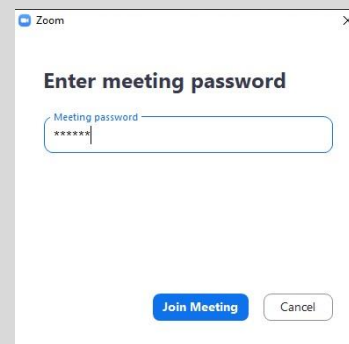 Zoom
Enter meeting password
Meeting password
******
Join Meeting Cancel